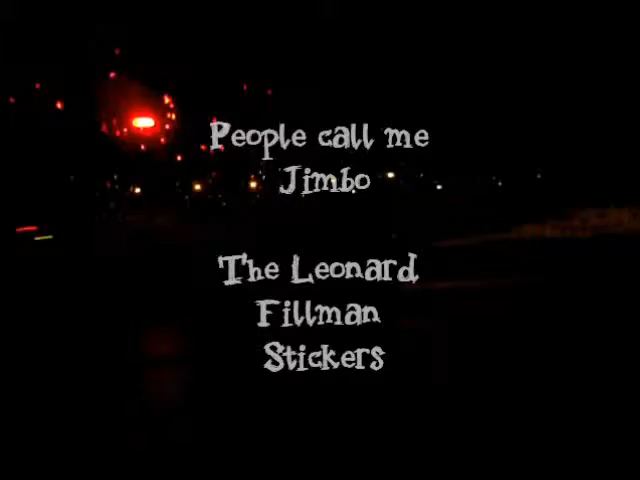 People call me
Jimbo
The Leonard
Fillman
Stickers